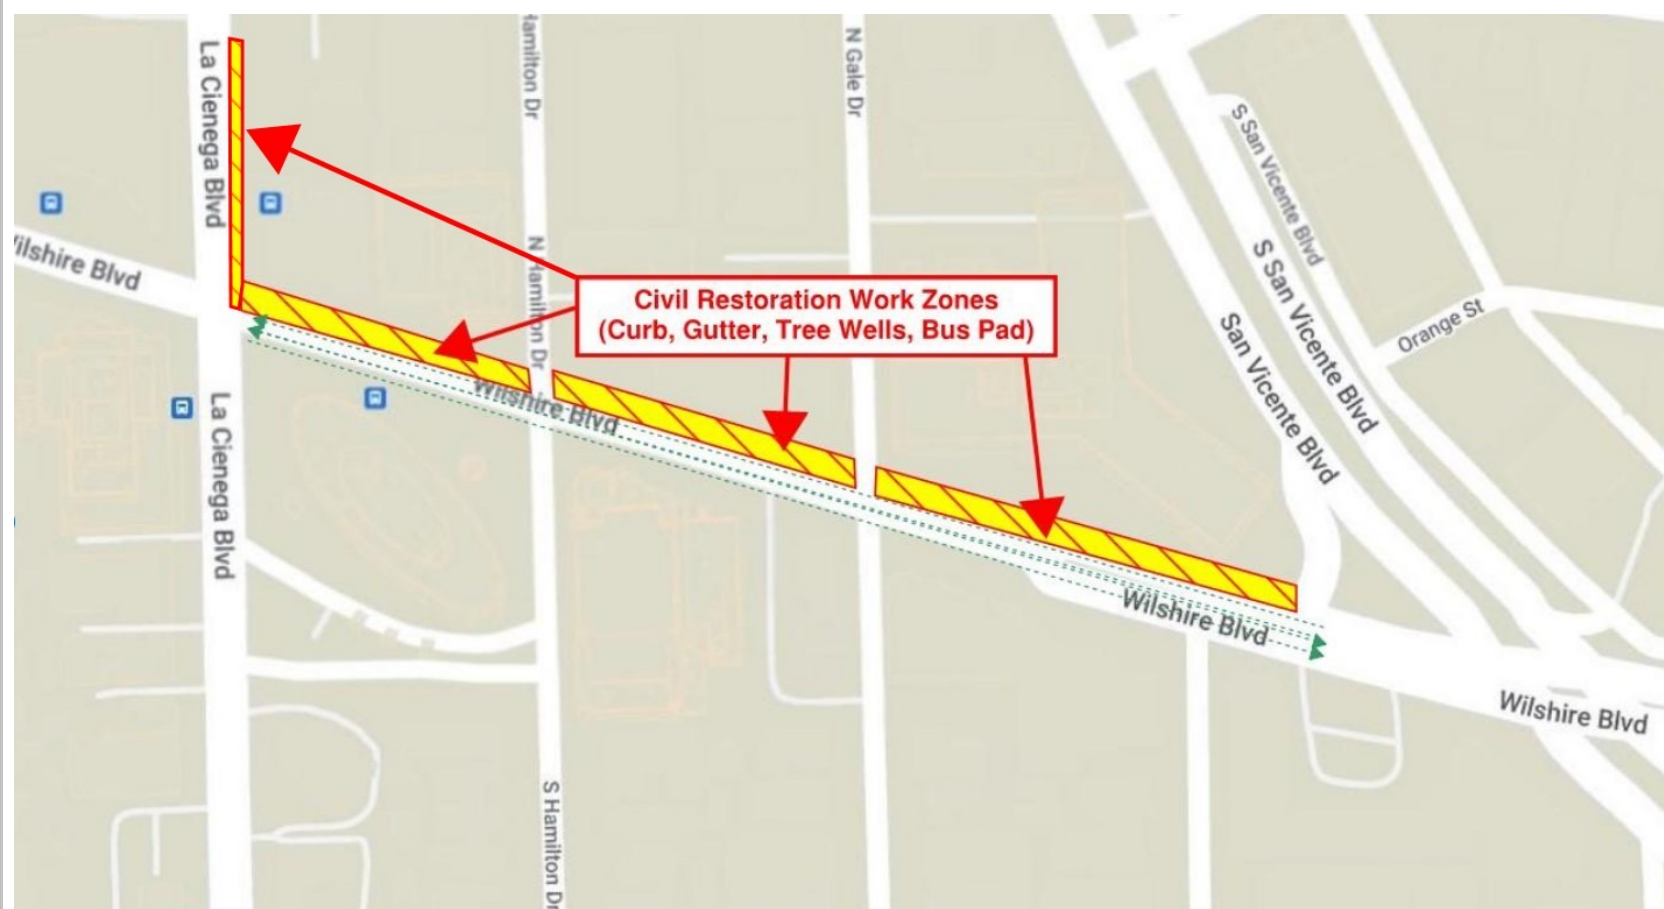 La Cienega Blvd
Hamilton Dr
N Gale Dr
S San Vicente Blvd
ilshire Blvd
N Hamilton Dr
S San Vicente Blvd
Civil Restoration Work Zones
(Curb, Gutter, Tree Wells, Bus Pad)
San Vicente Blvd
Orange St
Wilshire Blvd
La Cienega Blvd
Wilshire Blvd
Wilshire Blvd
S Hamilton Dr